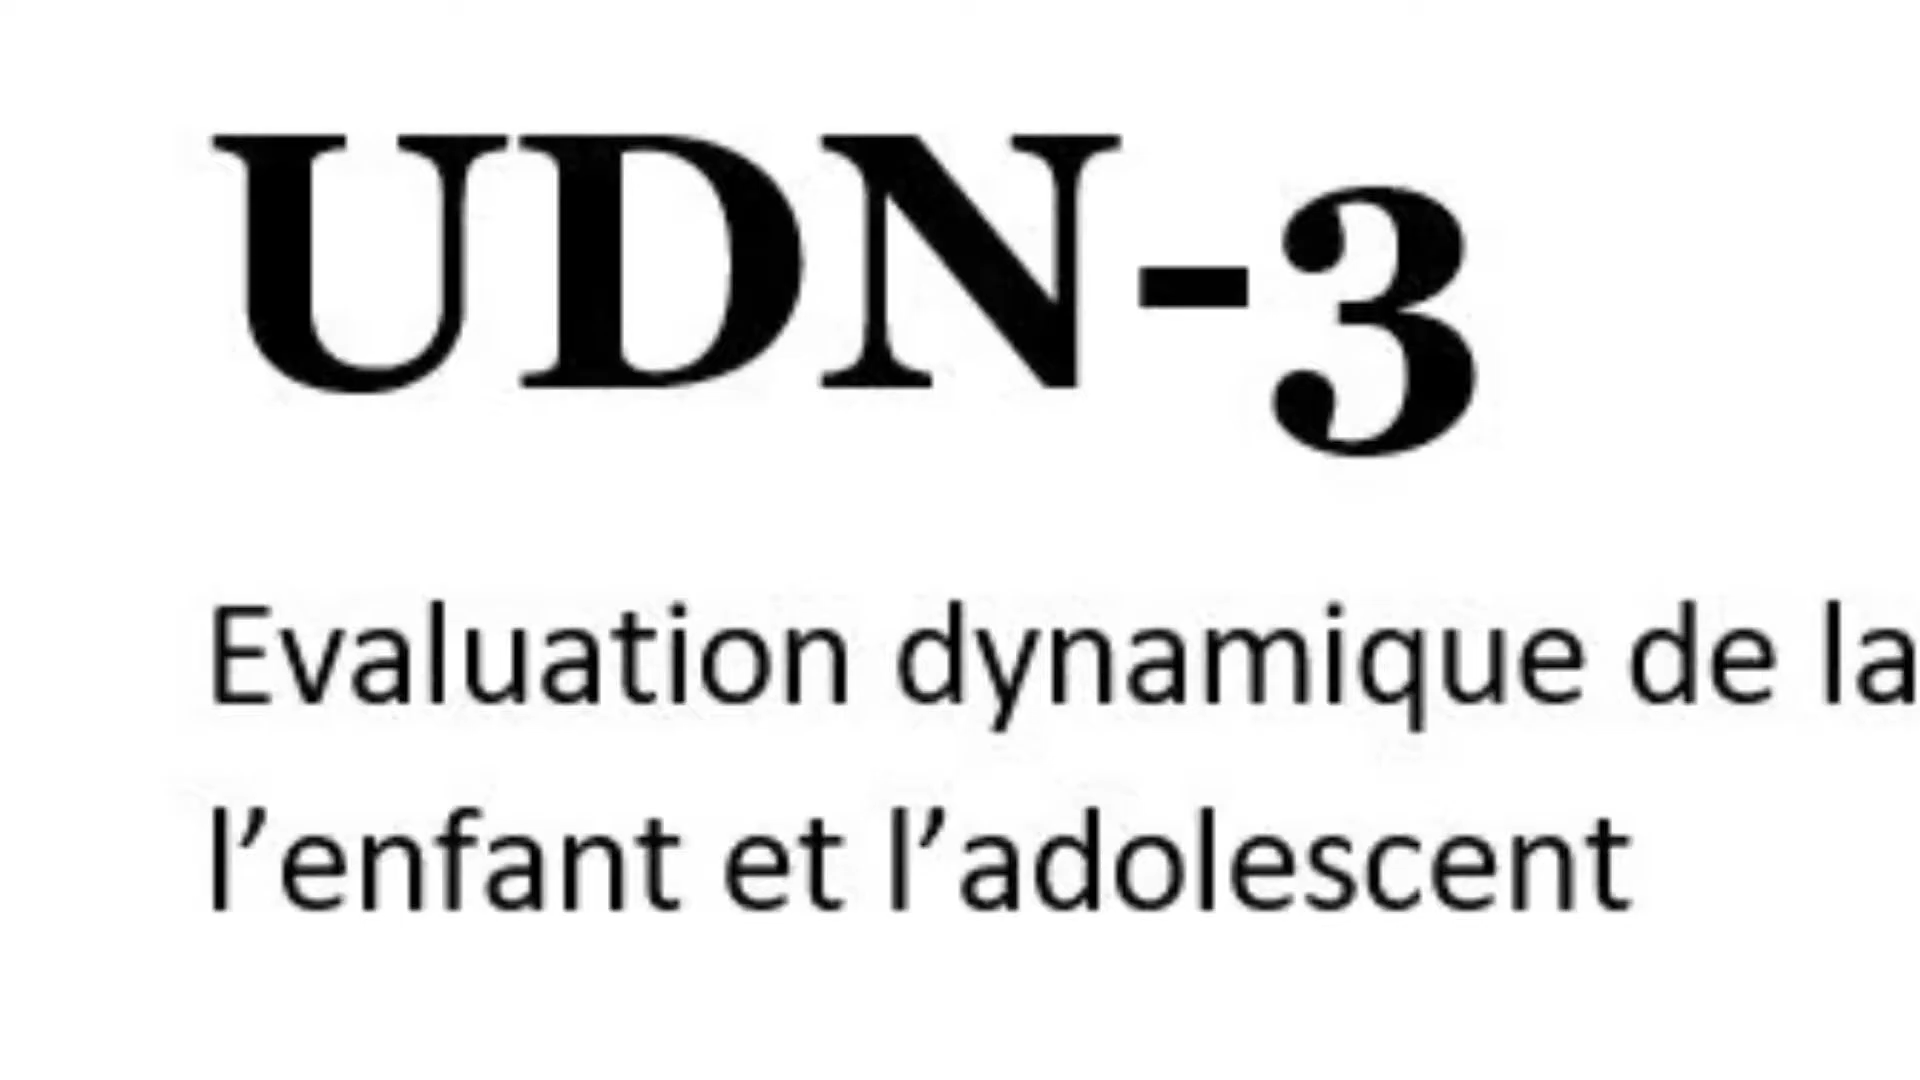 UDN-3
Evaluation dynamique de la
l’enfant et l’adolescent